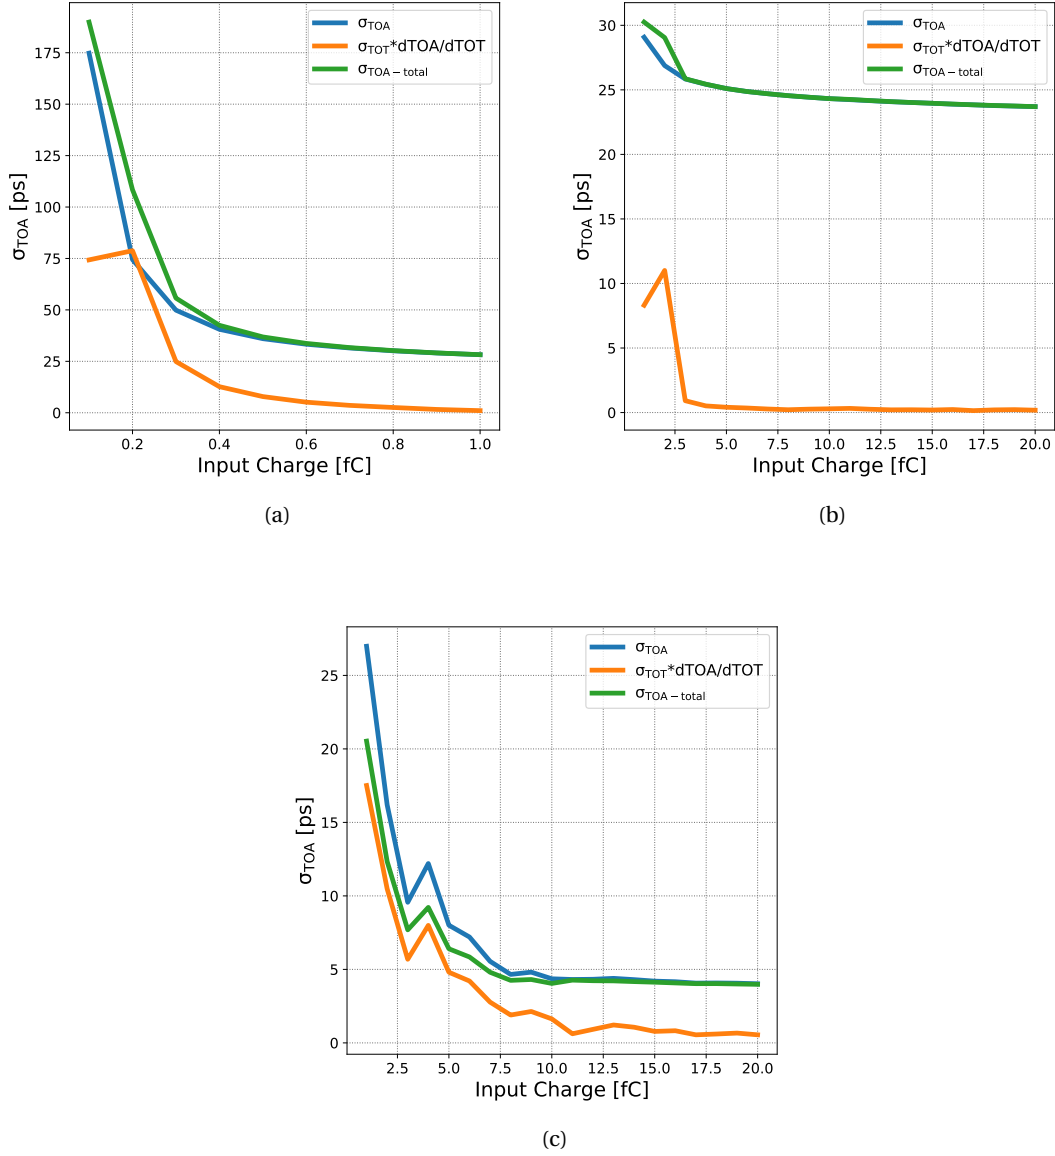 σTOA
σTOT*dTOA/dTOT
σTOA−total
175
150
125
100
75
50
25
0
σTOA [ps]
0.2 0.4 0.6 0.8 1.0
Input Charge [fC]
(a)
σTOA
σTOT*dTOA/dTOT
σTOA−total
30
25
20
15
10
5
0
σTOA [ps]
2.5 5.0 7.5 10.0 12.5 15.0 17.5 20.0
Input Charge [fC]
(b)
σTOA
σTOT*dTOA/dTOT
σTOA−total
25
20
15
10
5
0
σTOA [ps]
2.5 5.0 7.5 10.0 12.5 15.0 17.5 20.0
Input Charge [fC]
(c)